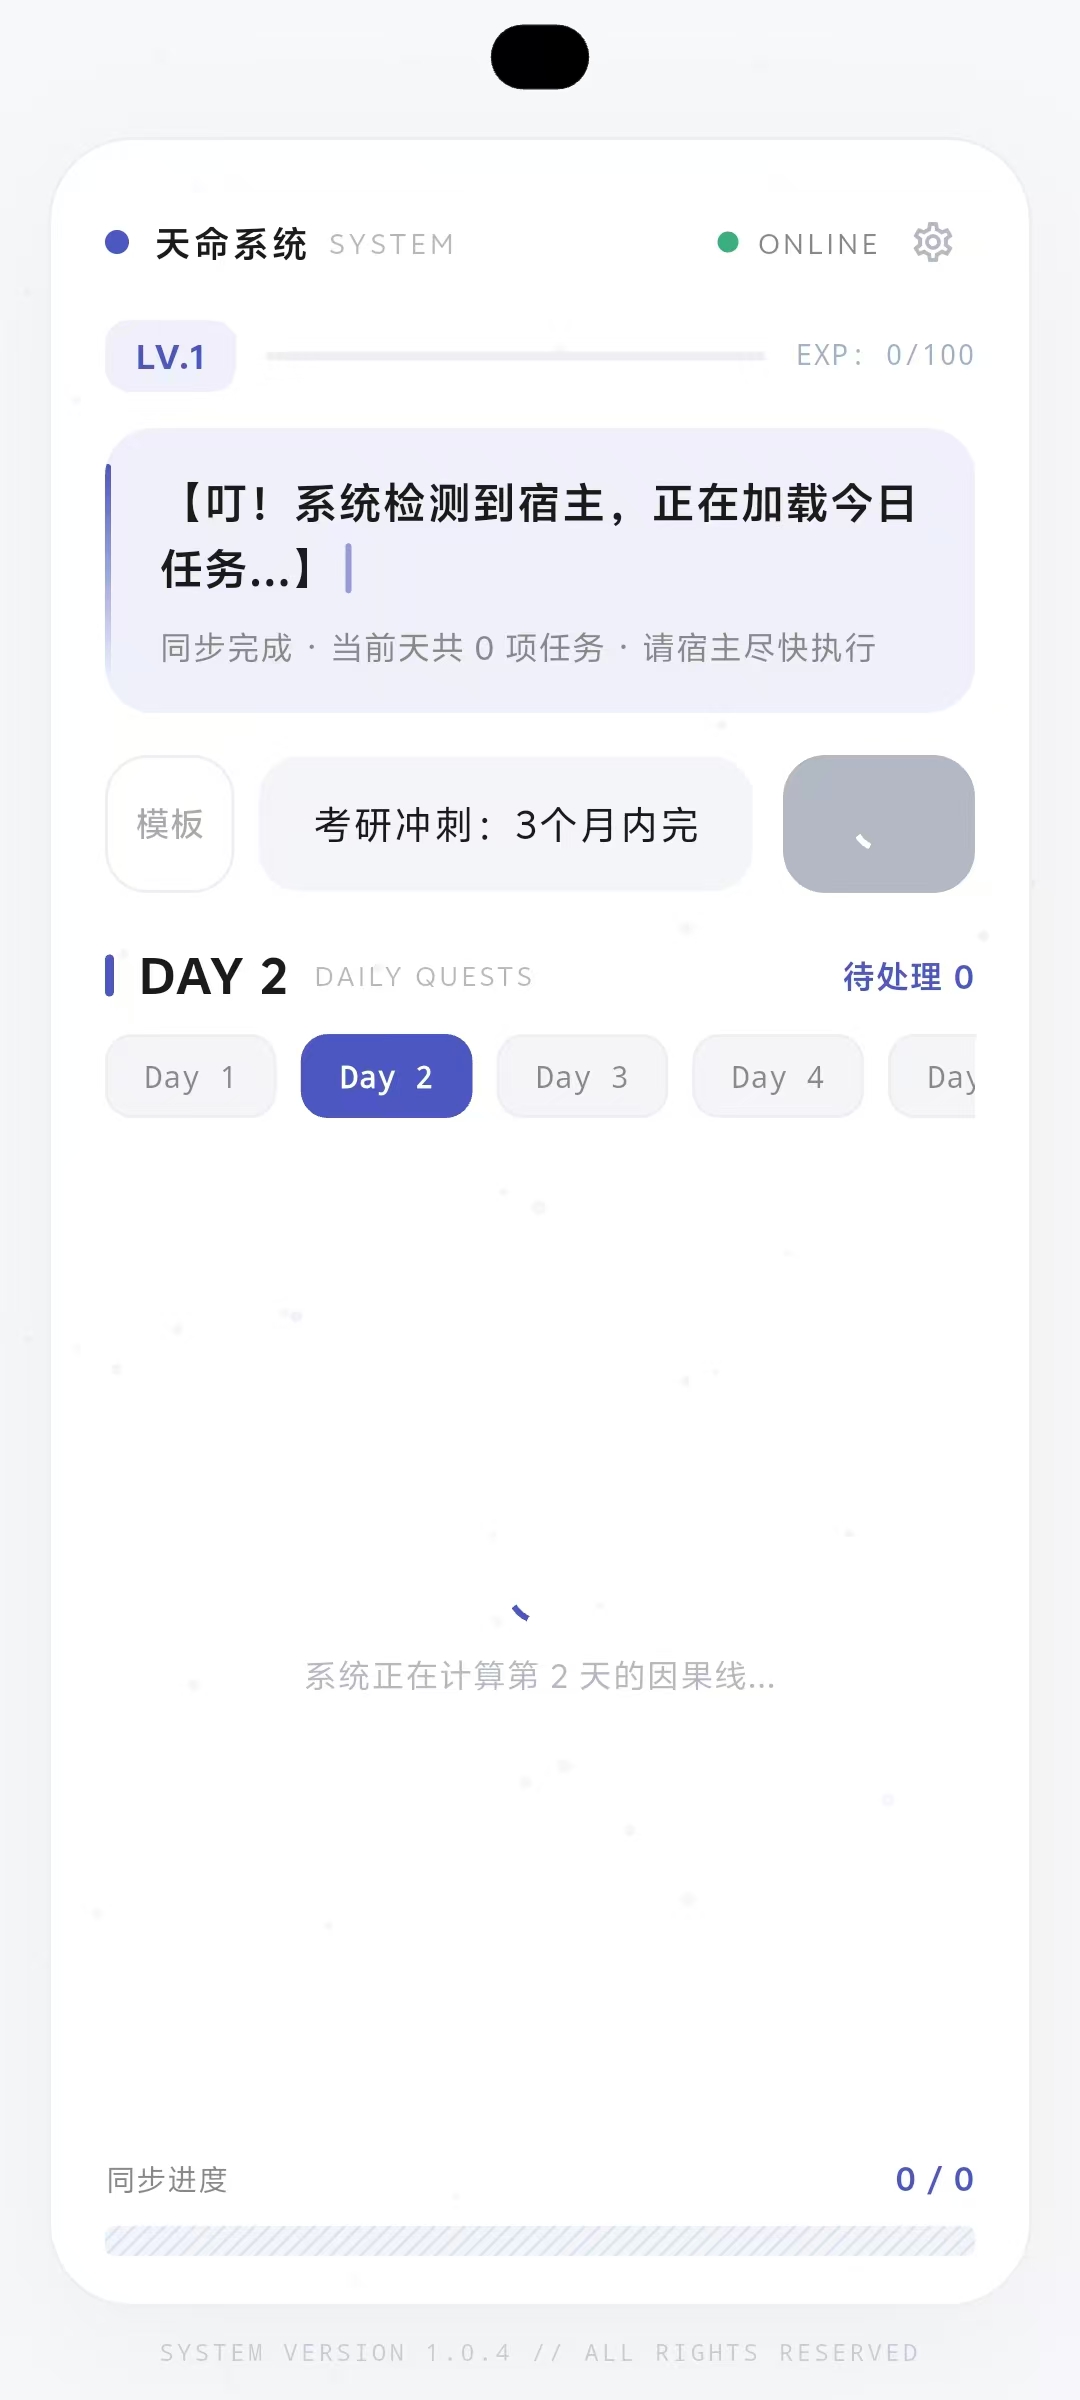 天命系统 SYSTEM ONLINE
LV.1 EXP: 0/100
【叮！系统检测到宿主，正在加载今日
任务...】
同步完成 · 当前天共 0 项任务 · 请宿主尽快执行
模板 考研冲刺：3个月内完
DAY 2 DAILY QUESTS 待处理 0
Day 1 Day 2 Day 3 Day 4 Day
系统正在计算第 2 天的因果线...
同步进度 0 / 0
SYSTEM VERSION 1.0.4 // ALL RIGHTS RESERVED